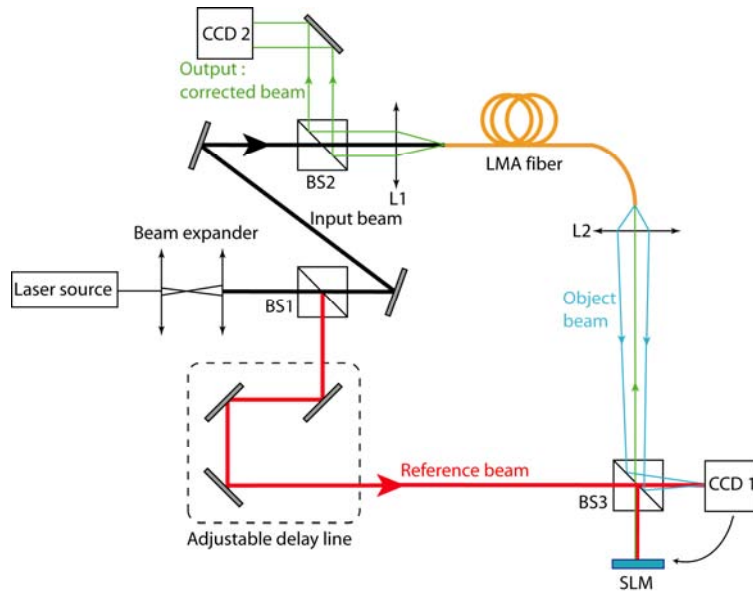 CCD 2
Output :
corrected beam
BS2
L1
LMA fiber
Input beam
L2
Beam expander
Laser source
BS1
Object
beam
Reference beam
BS3
CCD 1
Adjustable delay line
SLM